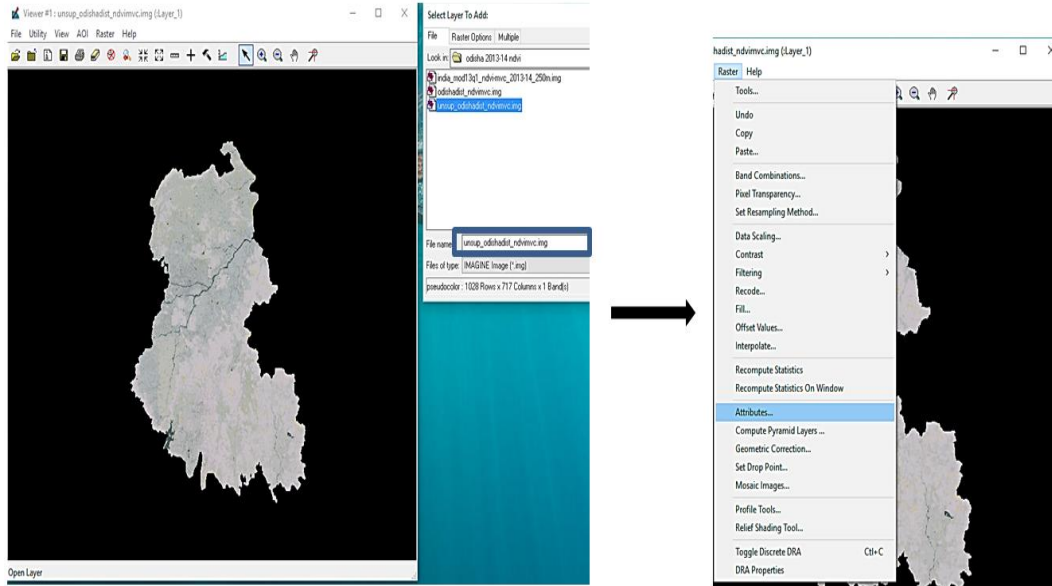 Viewer #1 : unsup_odishadist_ndvimvc.img (:Layer_1)
File Utility View AOI Raster Help
Open Layer
Select Layer To Add:
File Raster Options Multiple
Look in: odisha 2013-14 ndvi
india_mod13q1_ndvi-mvc_2013-14_250m.img
odishadist_ndvimvc.img
unsup_odishadist_ndvimvc.img
File name: unsup_odishadist_ndvimvc.img
Files of type: IMAGINE Image (*.img)
pseudocolor : 1028 Rows x 717 Columns x 1 Band(s)
hadist_ndvimvc.img (:Layer_1)
Raster Help
Tools...
Undo
Copy
Paste...
Band Combinations...
Pixel Transparency...
Set Resampling Method...
Data Scaling...
Contrast >
Filtering >
Recode...
Fill...
Offset Values...
Interpolate...
Recompute Statistics
Recompute Statistics On Window
Attributes...
Compute Pyramid Layers ...
Geometric Correction...
Set Drop Point...
Mosaic Images...
Profile Tools...
Relief Shading Tool...
Toggle Discrete DRA Ctl+C
DRA Properties